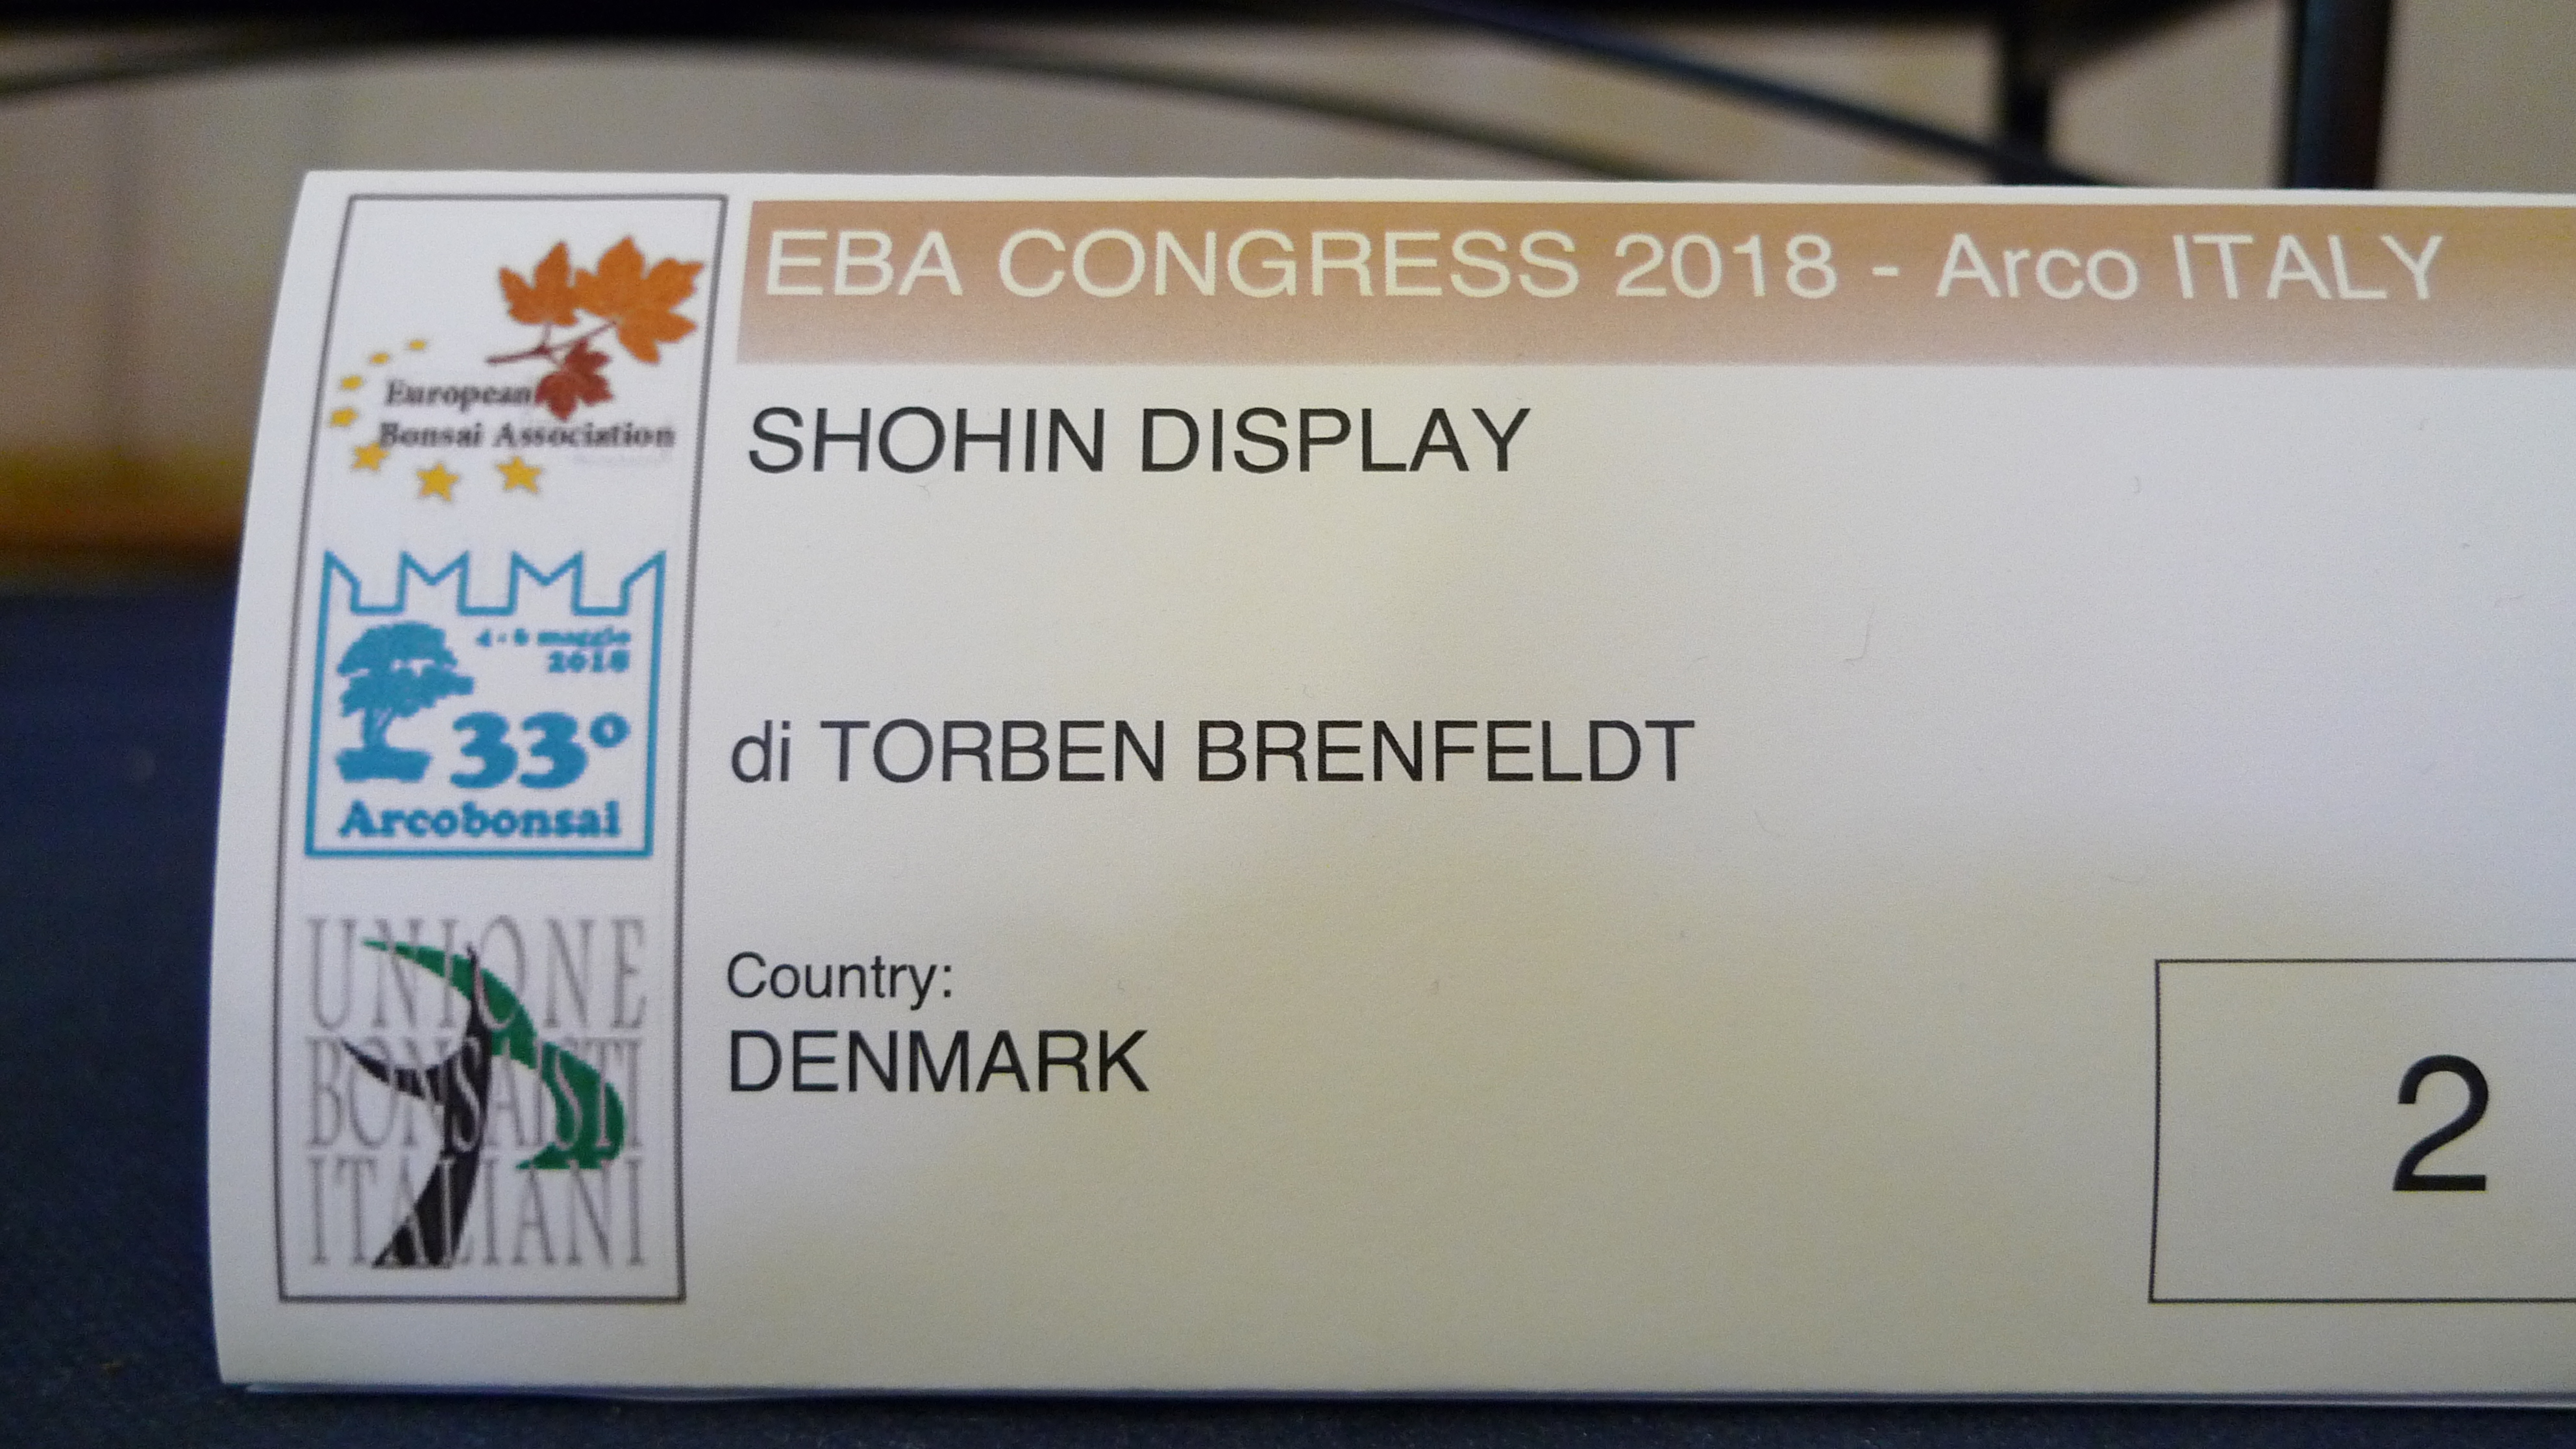 EBA CONGRESS 2018 - Arco ITALY
European
Bonsai Association
SHOHIN DISPLAY
4 - 6 maggio
2018
33°
Arcobonsai
di TORBEN BRENFELDT
UNIONE
BONSAISTI
ITALIANI
Country:
DENMARK
2